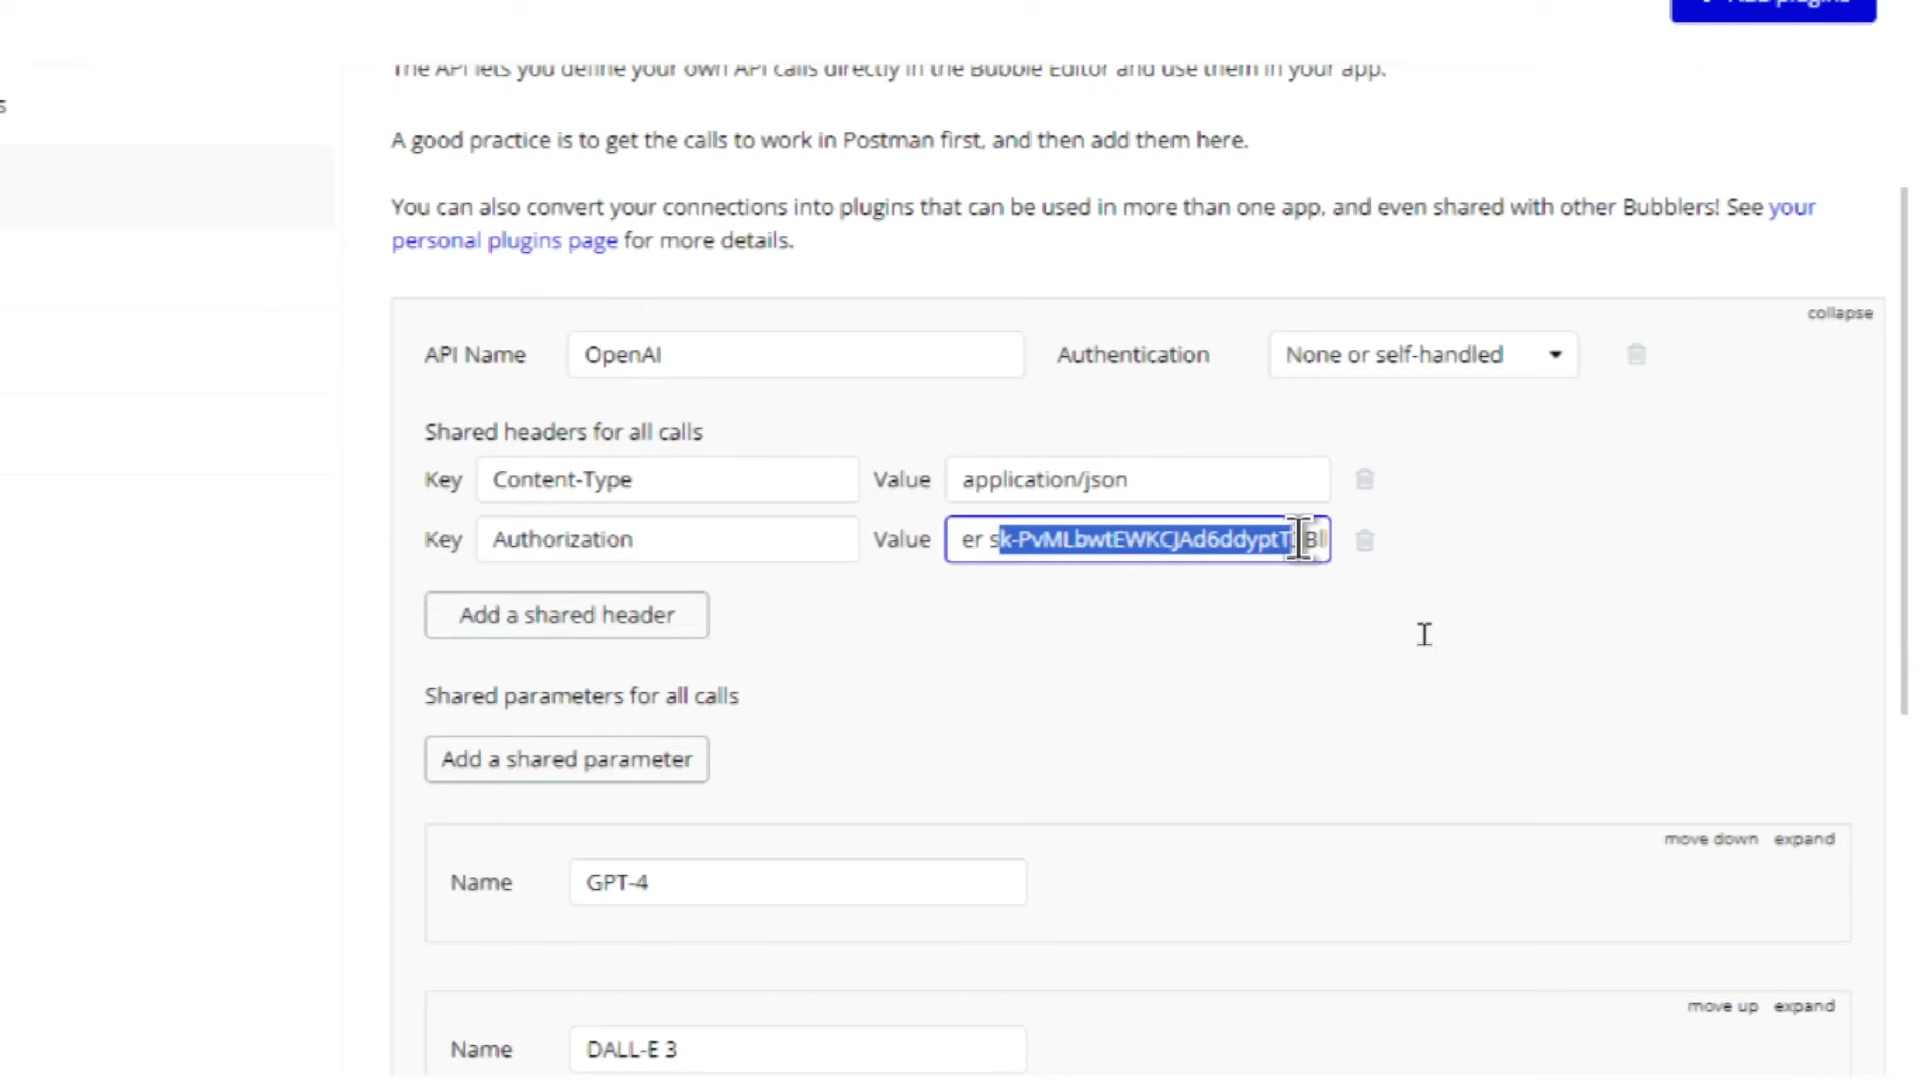 The API lets you define your own API calls directly in the Bubble Editor and use them in your app.
A good practice is to get the calls to work in Postman first, and then add them here.
You can also convert your connections into plugins that can be used in more than one app, and even shared with other Bubblers! See your
personal plugins page for more details.
collapse
API Name OpenAI Authentication None or self-handled
Shared headers for all calls
Key Content-Type Value application/json
Key Authorization Value er
Add a shared header
Shared parameters for all calls
Add a shared parameter
move down expand
Name GPT-4
move up expand
Name DALL-E 3